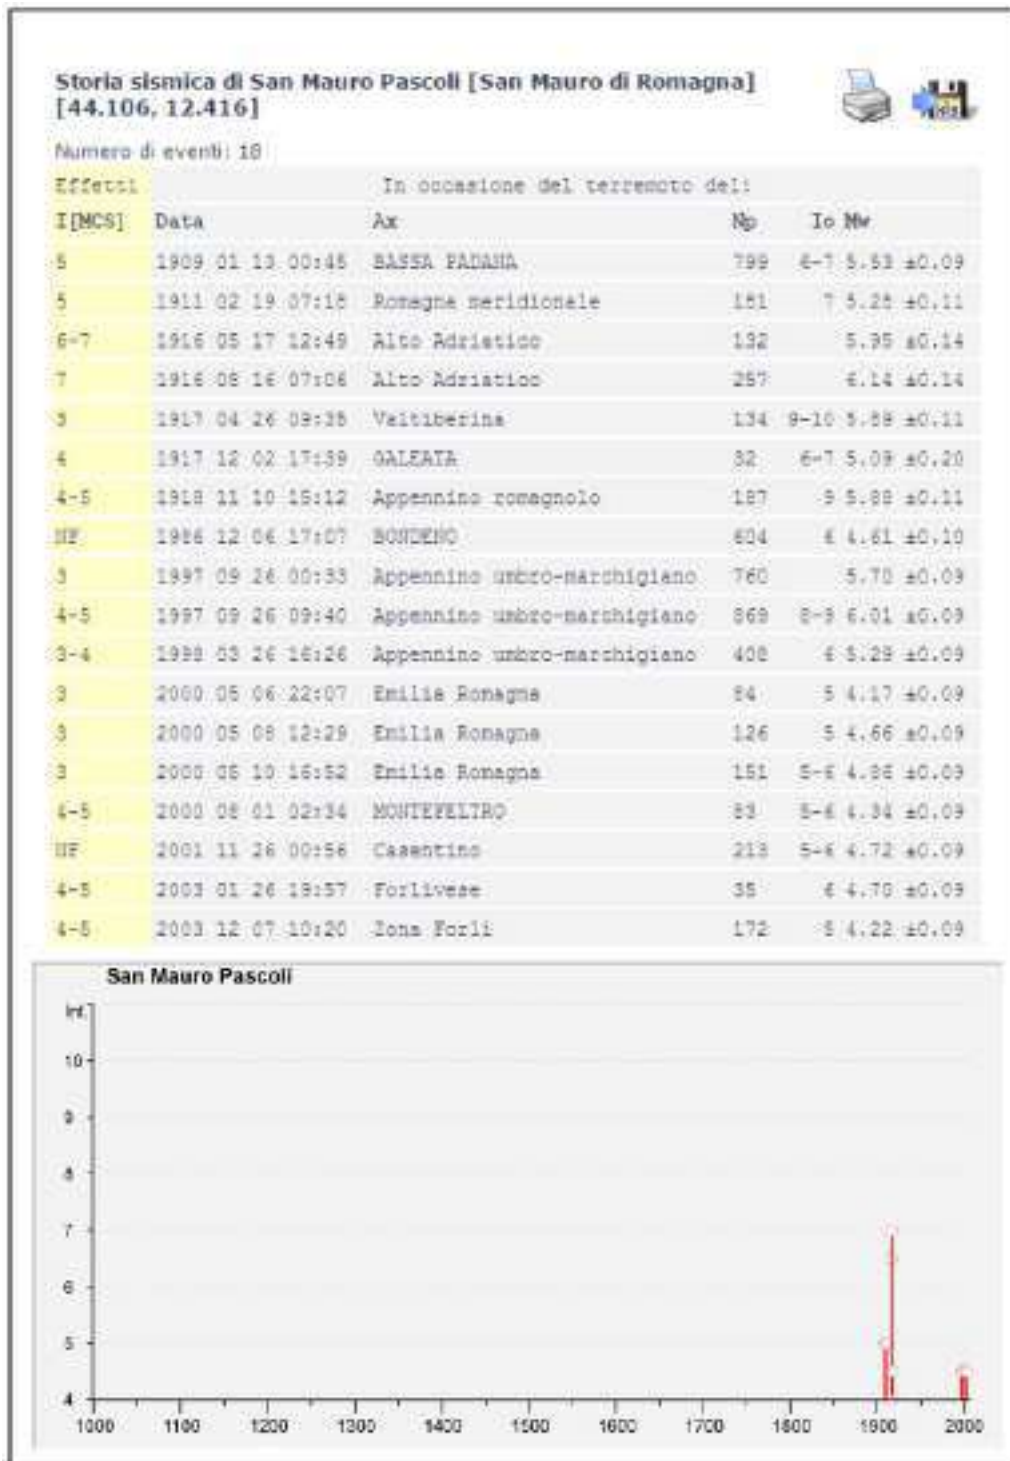 Storia sismica di San Mauro Pascoli [San Mauro di Romagna]
[44.106, 12.416]
Numero di eventi: 18
Effetti In occasione del terremoto del:
I[MCS] Data Ax Np Io Mw
5 1909 01 13 00:45 BASSA PADANA 799 6-7 5.53 ±0.09
5 1911 02 19 07:18 Romagna meridionale 181 7 5.28 ±0.11
6-7 1916 05 17 12:49 Alto Adriatico 132 5.95 ±0.14
7 1916 08 16 07:06 Alto Adriatico 257 6.14 ±0.14
3 1917 04 26 09:35 Valtiberina 134 9-10 5.89 ±0.11
4 1917 12 02 17:39 GALEATA 32 6-7 5.09 ±0.20
4-5 1918 11 10 15:12 Appennino romagnolo 187 9 5.88 ±0.11
NF 1986 12 06 17:07 BONDENO 604 6 4.61 ±0.10
3 1997 09 26 00:33 Appennino umbro-marchigiano 760 5.70 ±0.09
4-5 1997 09 26 09:40 Appennino umbro-marchigiano 869 8-9 6.01 ±0.09
3-4 1998 03 26 16:26 Appennino umbro-marchigiano 408 6 5.29 ±0.09
3 2000 05 06 22:07 Emilia Romagna 84 5 4.17 ±0.09
3 2000 05 08 12:29 Emilia Romagna 126 5 4.66 ±0.09
3 2000 05 10 16:52 Emilia Romagna 151 5-6 4.86 ±0.09
4-5 2000 08 01 02:34 MONTEFELTRO 83 5-6 4.34 ±0.09
NF 2001 11 26 00:56 Casentino 213 5-6 4.72 ±0.09
4-5 2003 01 26 19:57 Forlivese 35 6 4.70 ±0.09
4-5 2003 12 07 10:20 Zona Forlì 172 5 4.22 ±0.09
San Mauro Pascoli
Int.
10
9
8
7
6
5
4
1000 1100 1200 1300 1400 1500 1600 1700 1800 1900 2000